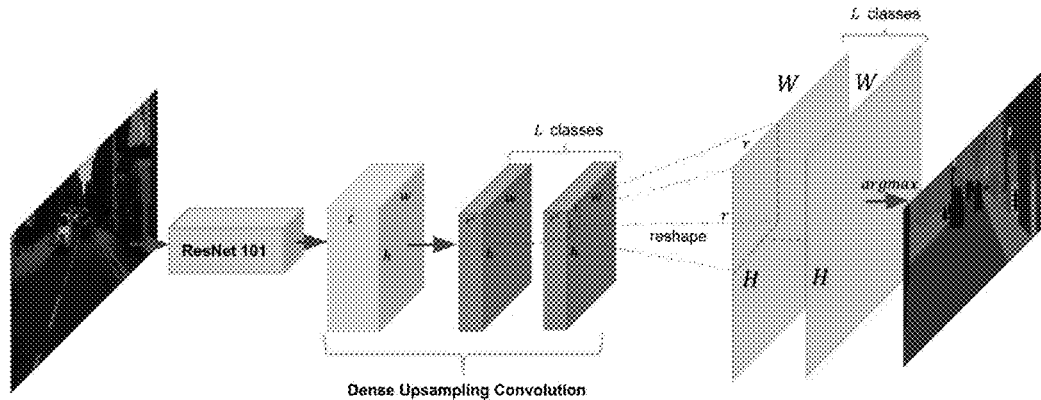 L classes
W
W
L classes
r
c
w
r
reshape
argmax
ResNet 101
h
H
H
Dense Upsampling Convolution